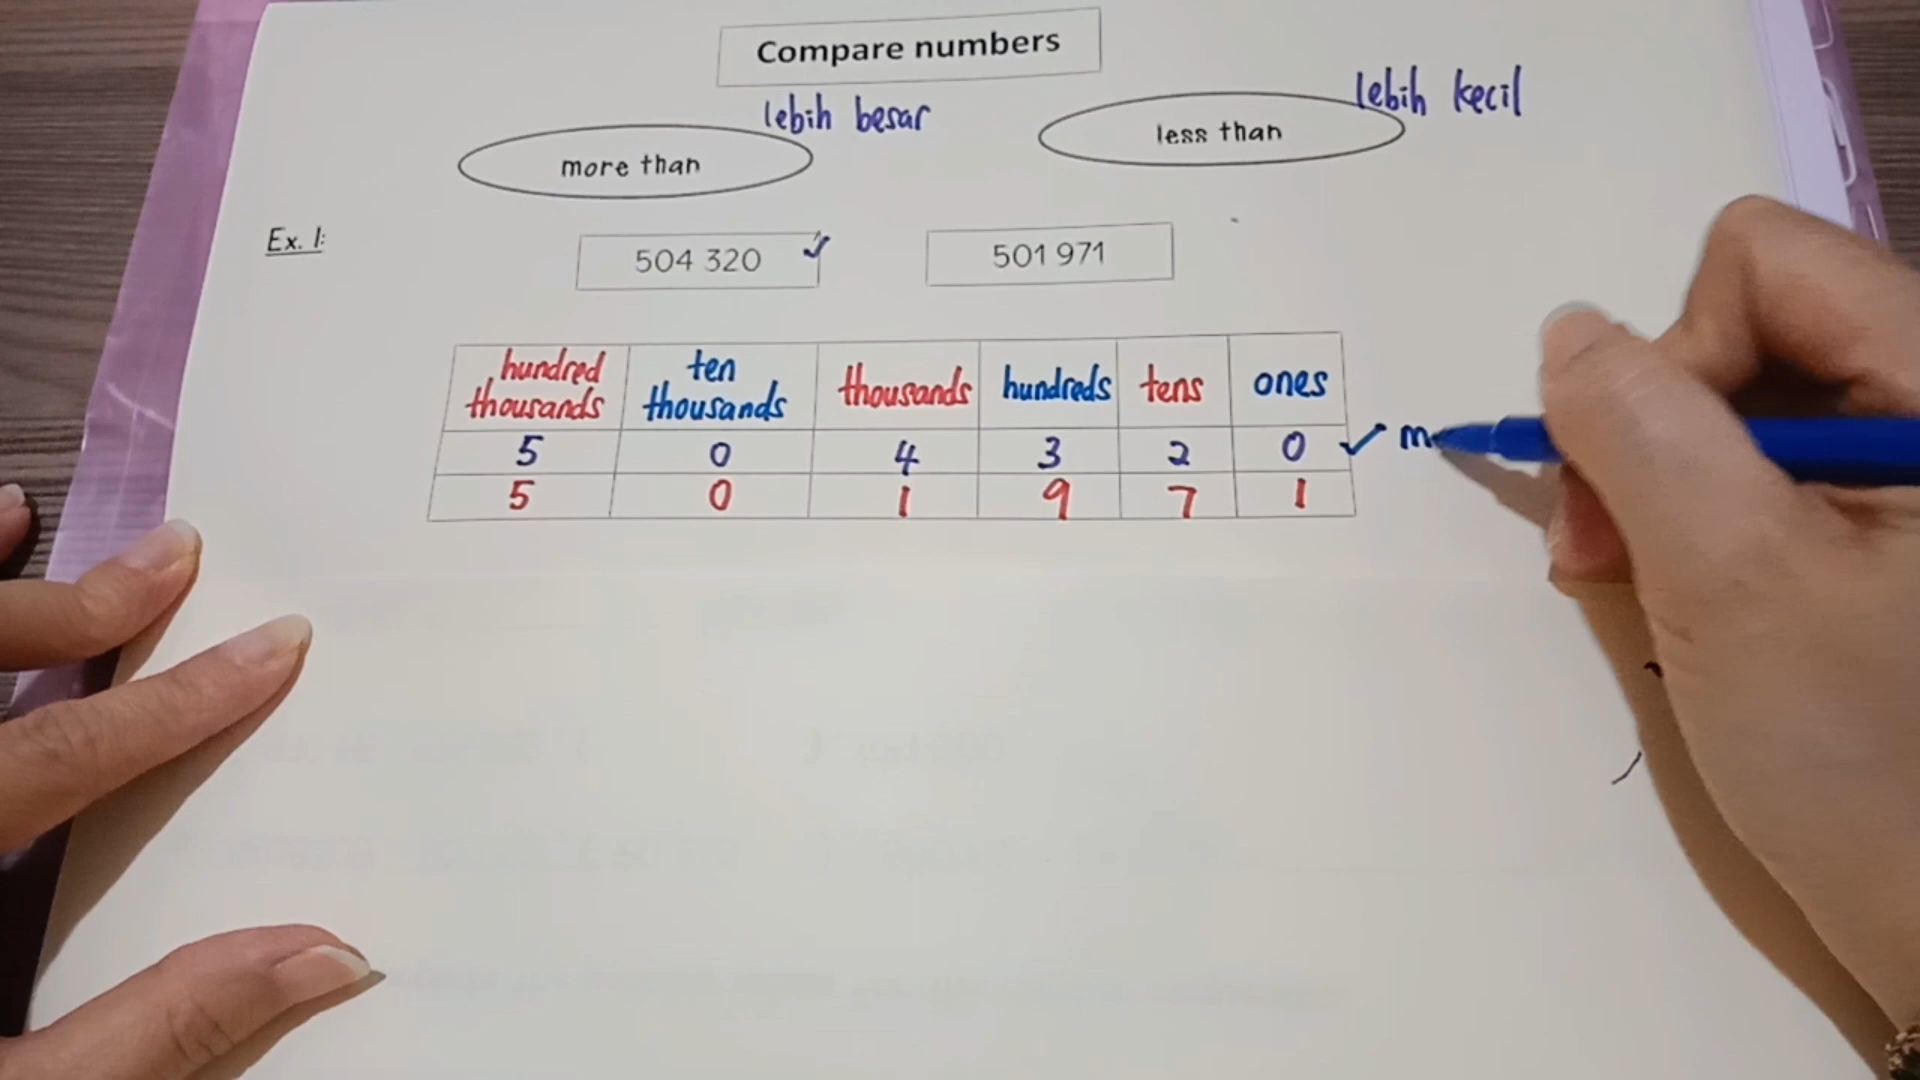 Compare numbers
lebih besar
lebih kecil
more than
less than
Ex. 1:
504 320
501 971
hundred thousands ten thousands thousands hundreds tens ones
5 0 4 3 2 0
5 0 1 9 7 1